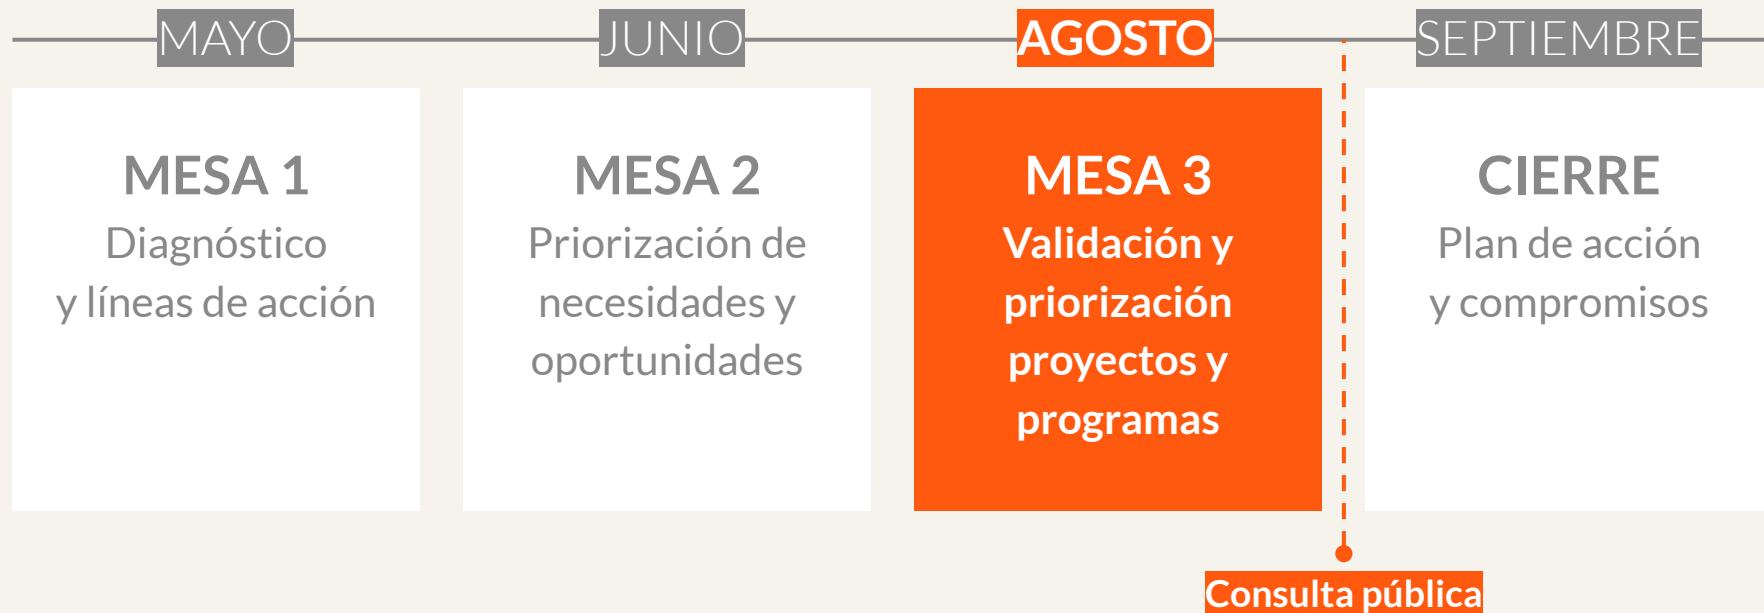 MAYO
JUNIO
AGOSTO
SEPTIEMBRE
MESA 1
Diagnóstico
y líneas de acción
MESA 2
Priorización de
necesidades y
oportunidades
MESA 3
Validación y
priorización
proyectos y
programas
CIERRE
Plan de acción
y compromisos
Consulta pública